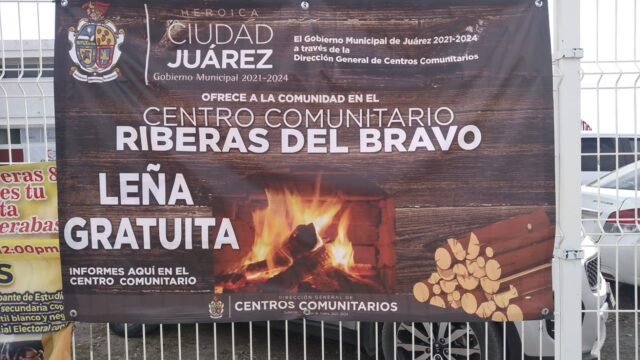 HEROICA
CIUDAD
JUÁREZ
Gobierno Municipal 2021-2024
El Gobierno Municipal de Juárez 2021-2024
a través de la
Dirección General de Centros Comunitarios
OFRECE A LA COMUNIDAD EN EL
CENTRO COMUNITARIO
RIBERAS DEL BRAVO
LEÑA
GRATUITA
INFORMES AQUÍ EN EL
CENTRO COMUNITARIO
DIRECCIÓN GENERAL DE
CENTROS COMUNITARIOS
12:00pm